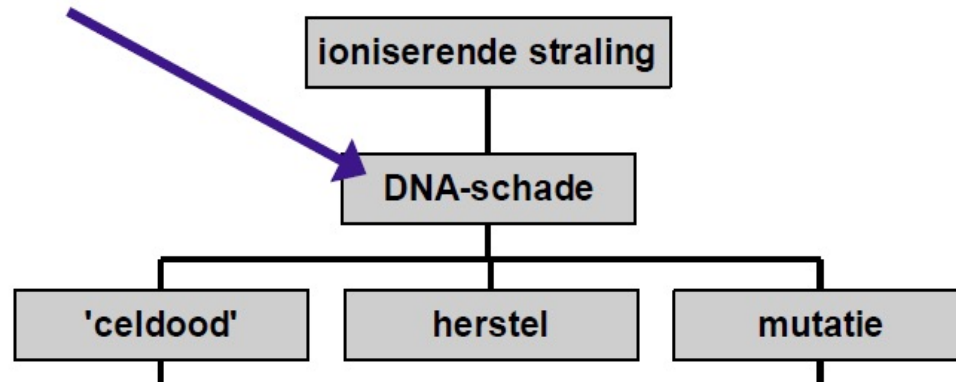 ioniserende straling
DNA-schade
'celdood'
herstel
mutatie